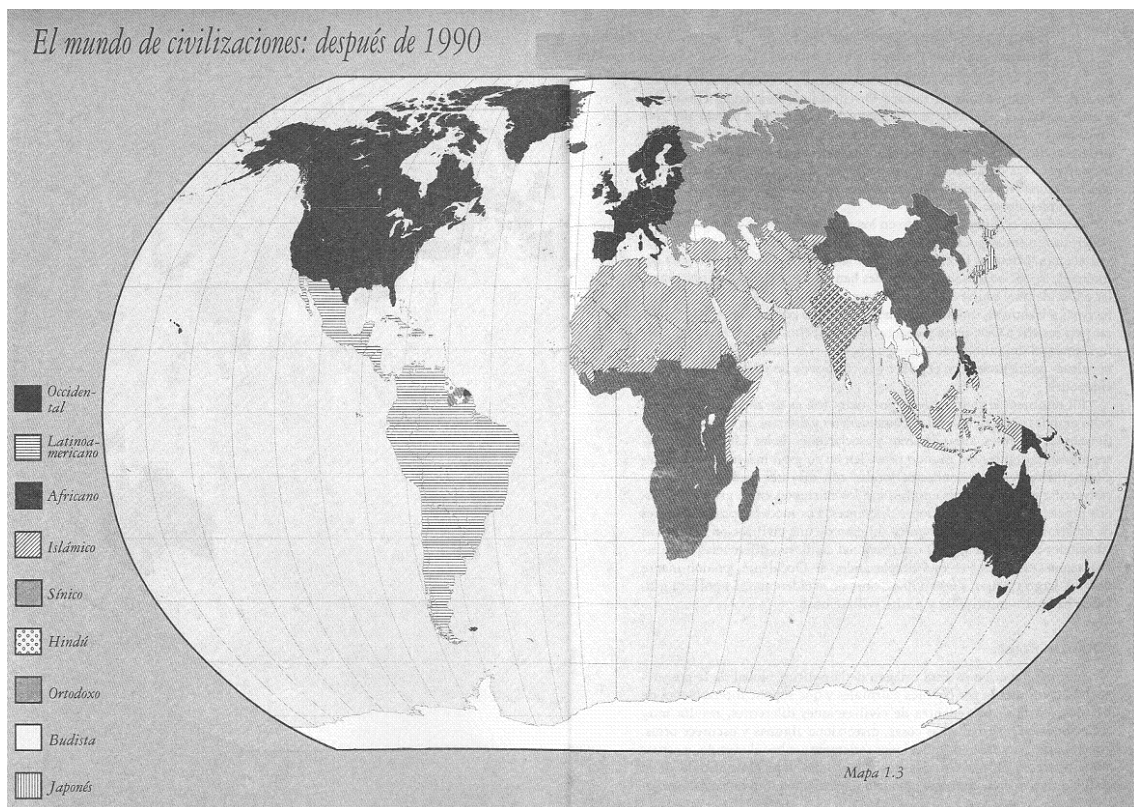 El mundo de civilizaciones: después de 1990
Occiden-
tal
Latinoa-
mericano
Africano
Islámico
Sínico
Hindú
Ortodoxo
Budista
Japonés
Mapa 1.3